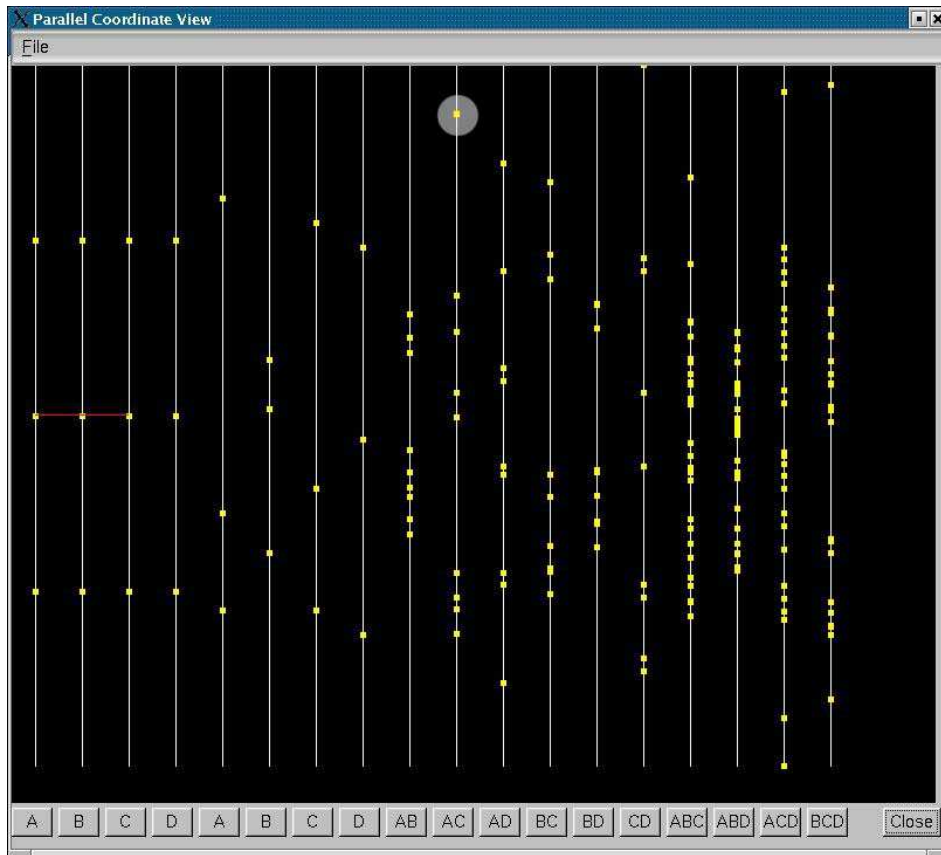 Parallel Coordinate View
File
A B C D A B C D AB AC AD BC BD CD ABC ABD ACD BCD Close